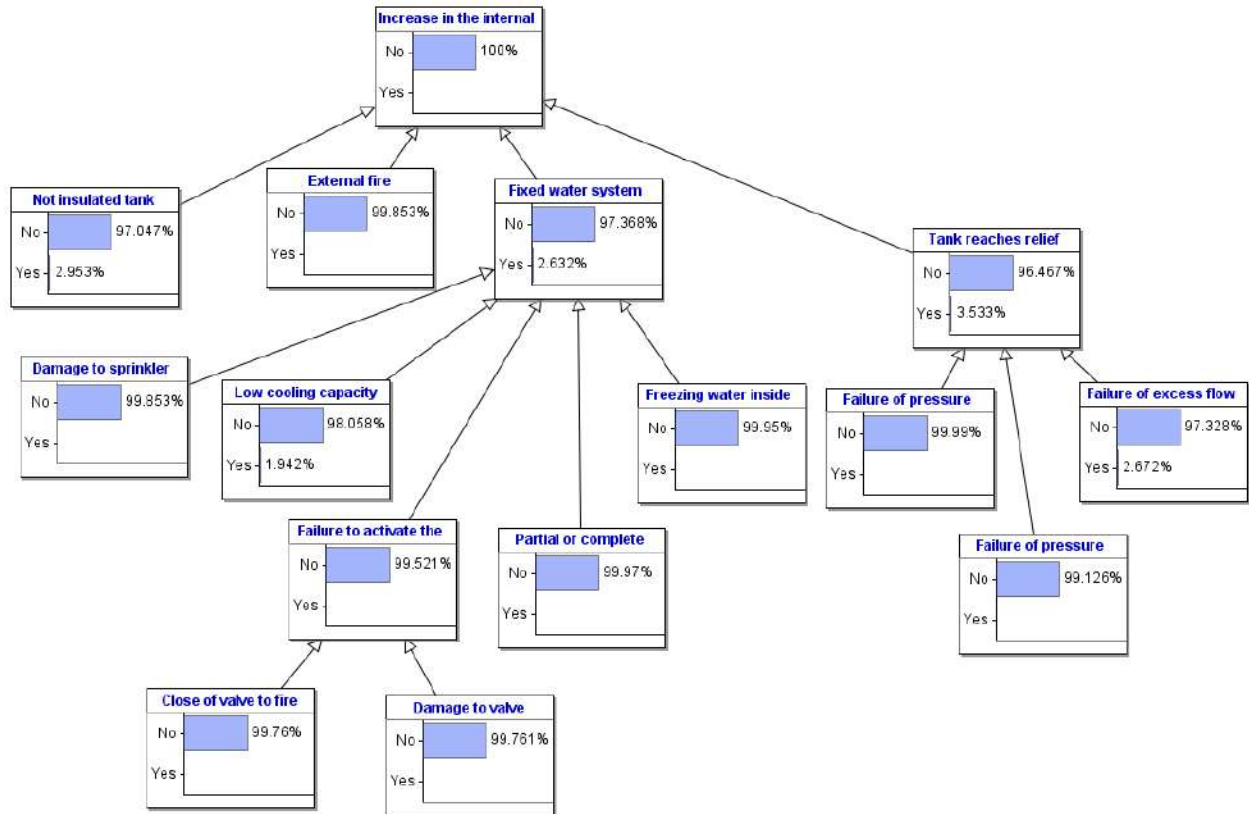 Increase in the internal
No 100%
Yes
Not insulated tank
No 97.047%
Yes 2.953%
External fire
No 99.853%
Yes
Fixed water system
No 97.368%
Yes 2.632%
Tank reaches relief
No 96.467%
Yes 3.533%
Damage to sprinkler
No 99.853%
Yes
Low cooling capacity
No 98.058%
Yes 1.942%
Freezing water inside
No 99.95%
Yes
Failure of pressure
No 99.99%
Yes
Failure of excess flow
No 97.328%
Yes 2.672%
Failure to activate the
No 99.521%
Yes
Partial or complete
No 99.97%
Yes
Failure of pressure
No 99.126%
Yes
Close of valve to fire
No 99.76%
Yes
Damage to valve
No 99.761%
Yes